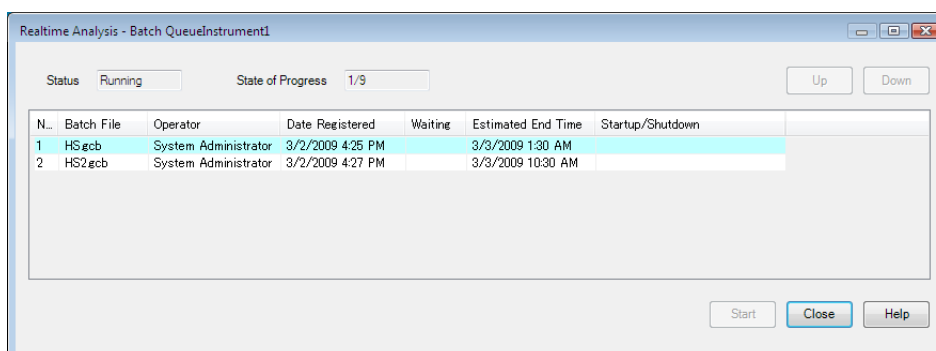 Realtime Analysis - Batch QueueInstrument1
Status Running State of Progress 1/9 Up Down
N... Batch File Operator Date Registered Waiting Estimated End Time Startup/Shutdown
1 HS.gcb System Administrator 3/2/2009 4:25 PM 3/3/2009 1:30 AM
2 HS2.gcb System Administrator 3/2/2009 4:27 PM 3/3/2009 10:30 AM
Start Close Help